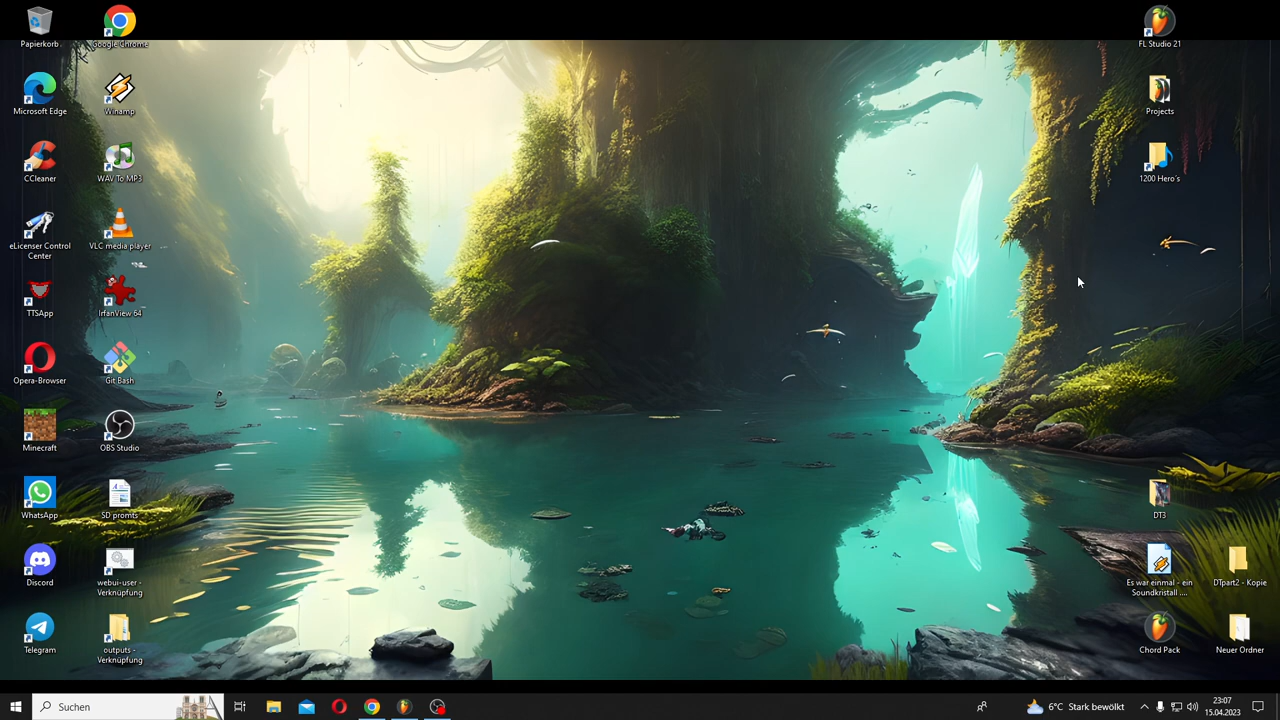 Papierkorb
Google Chrome
FL Studio 21
Microsoft Edge
Winamp
Projects
CCleaner
WAV To MP3
1200 Hero's
eLicenser Control
Center
VLC media player
TTSApp
IrfanView 64
Opera-Browser
Git Bash
Minecraft
OBS Studio
WhatsApp
SD promts
DT3
Discord
webui-user -
Verknüpfung
Es war einmal - ein
Soundkristall ....
DTpart2 - Kopie
Telegram
outputs -
Verknüpfung
Chord Pack
Neuer Ordner
Suchen
6°C Stark bewölkt
23:07
15.04.2023